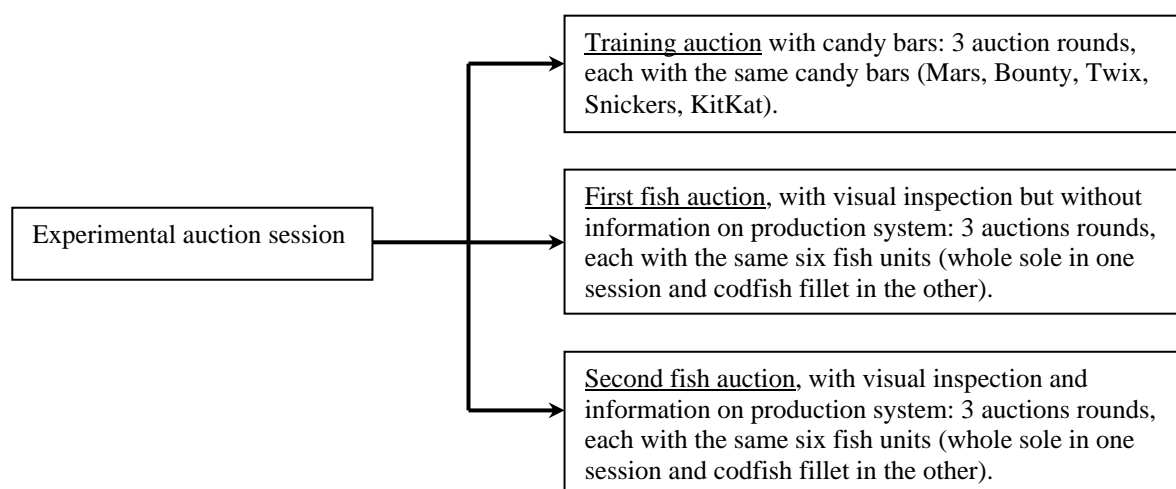 Training auction with candy bars: 3 auction rounds,
each with the same candy bars (Mars, Bounty, Twix,
Snickers, KitKat).
Experimental auction session
First fish auction, with visual inspection but without
information on production system: 3 auctions rounds,
each with the same six fish units (whole sole in one
session and codfish fillet in the other).
Second fish auction, with visual inspection and
information on production system: 3 auctions rounds,
each with the same six fish units (whole sole in one
session and codfish fillet in the other).